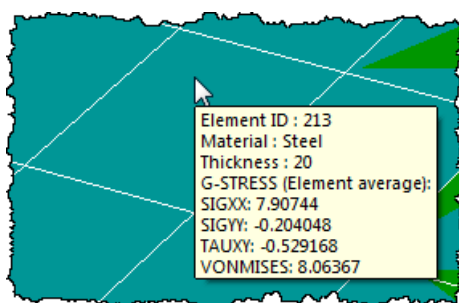 Element ID : 213
Material : Steel
Thickness : 20
G-STRESS (Element average):
SIGXX: 7.90744
SIGYY: -0.204048
TAUXY: -0.529168
VONMISES: 8.06367